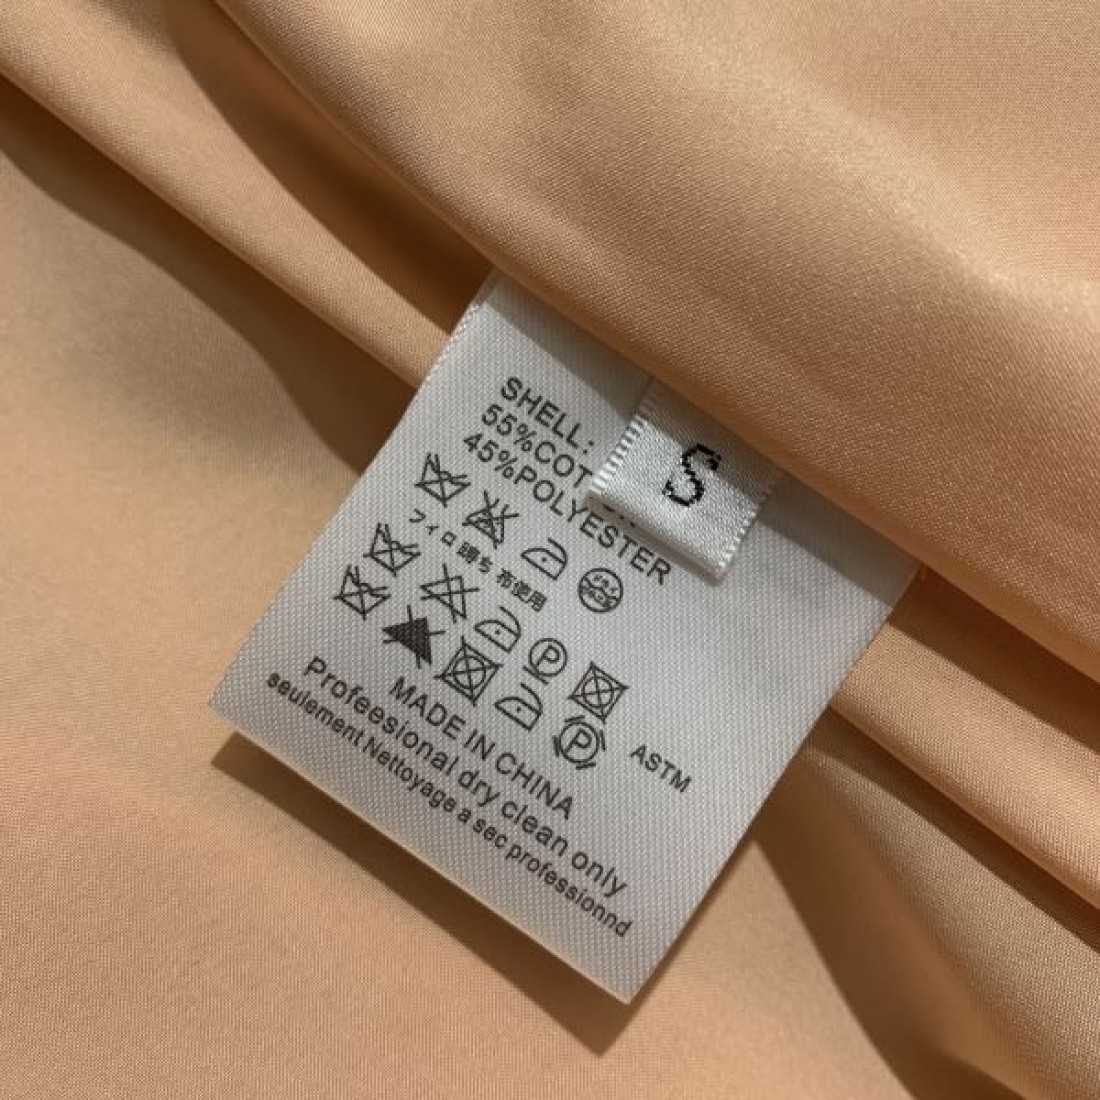 SHELL:
55%COT
45%POLYESTER
S
フィロ 持ち 布使用
P
P
ASTM
MADE IN CHINA
Profeesional dry clean only
seulement Nettoyage a sec professionnd